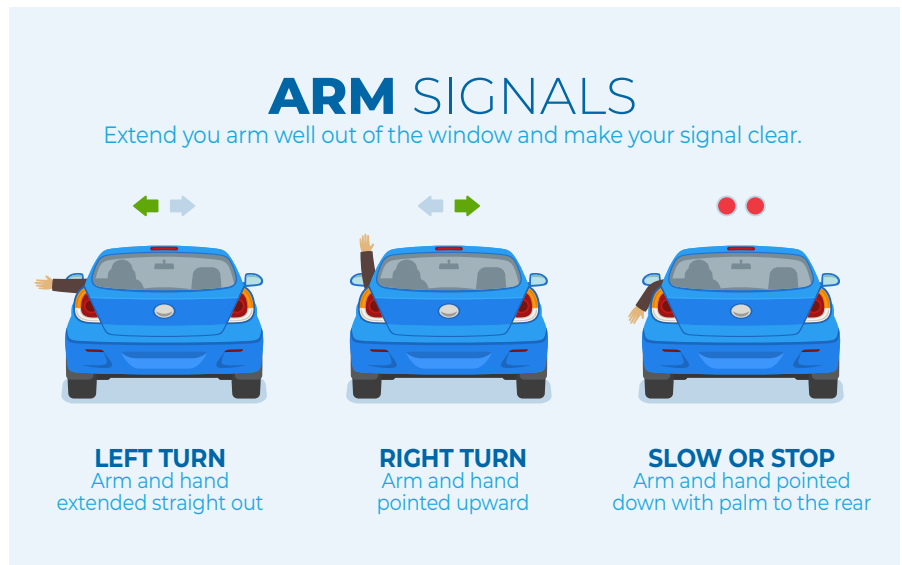 ARM SIGNALS
Extend you arm well out of the window and make your signal clear.
LEFT TURN
Arm and hand
extended straight out
RIGHT TURN
Arm and hand
pointed upward
SLOW OR STOP
Arm and hand pointed
down with palm to the rear